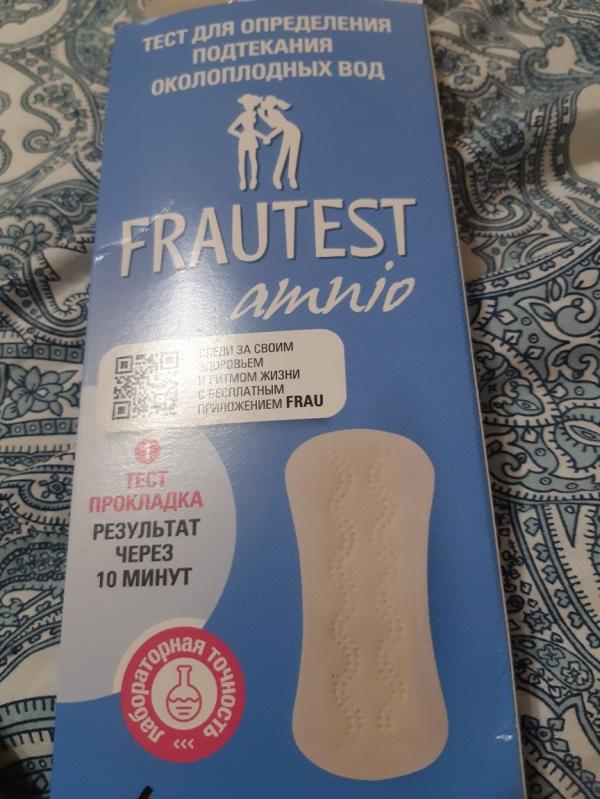 ТЕСТ ДЛЯ ОПРЕДЕЛЕНИЯ
ПОДТЕКАНИЯ
ОКОЛОПЛОДНЫХ ВОД
FRAUTEST
amnio
СЛЕДИ ЗА СВОИМ
ЗДОРОВЬЕМ
И РИТМОМ ЖИЗНИ
С БЕСПЛАТНЫМ
ПРИЛОЖЕНИЕМ FRAU
1
ТЕСТ
ПРОКЛАДКА
РЕЗУЛЬТАТ
ЧЕРЕЗ
10 МИНУТ
лабораторная точность
<<<